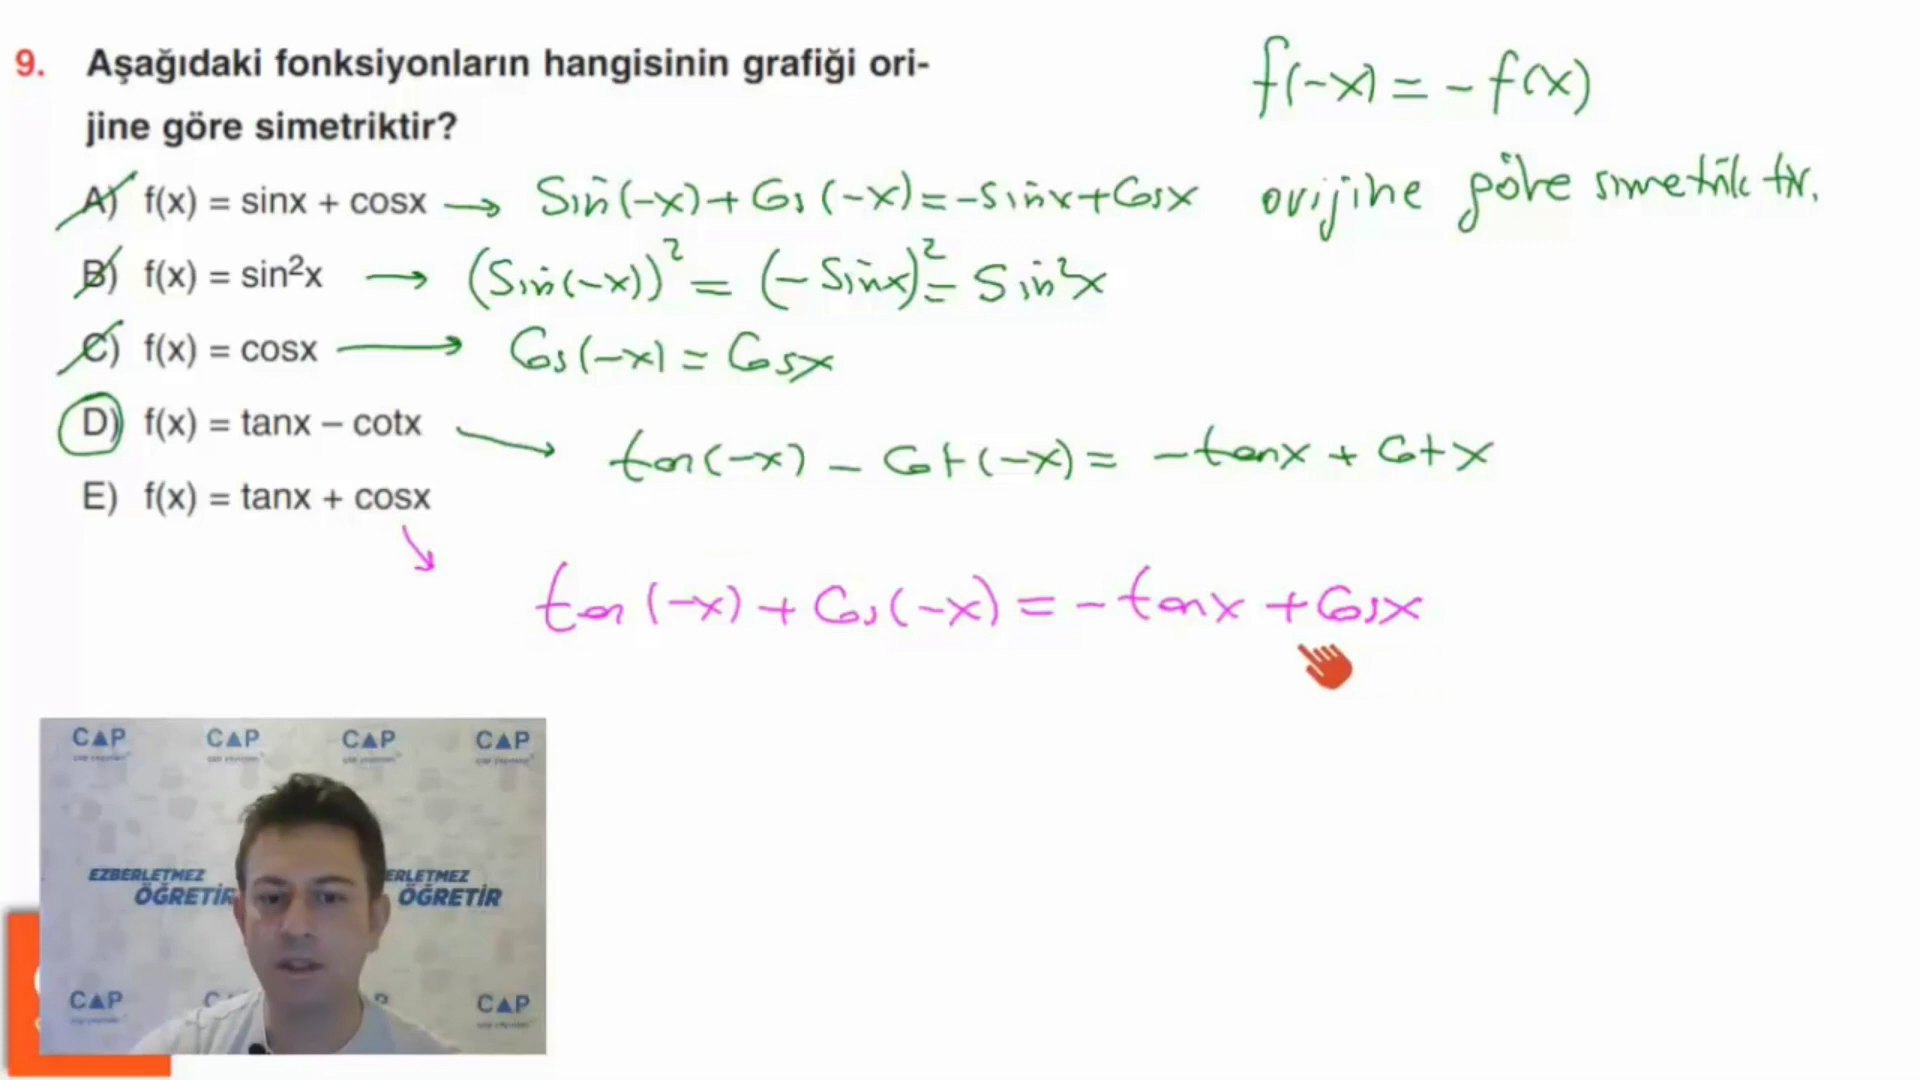 9. Aşağıdaki fonksiyonların hangisinin grafiği ori-
jine göre simetriktir?
f(-x) = - f(x)
orijine göre simetriktir.
A) f(x) = sinx + cosx → Sin(-x) + Cos(-x) = -sinx + Cosx
B) f(x) = sin²x → (Sin(-x))² = (-Sinx)² = Sin²x
C) f(x) = cosx → Cos(-x) = Cosx
D) f(x) = tanx – cotx → tan(-x) - Cot(-x) = -tanx + Cotx
E) f(x) = tanx + cosx
→ tan(-x) + Cos(-x) = -tanx + Cosx
CAP CAP CAP CAP
EZBERLETMEZ ERLETMEZ
ÖĞRETİR ÖĞRETİR
CAP CAP